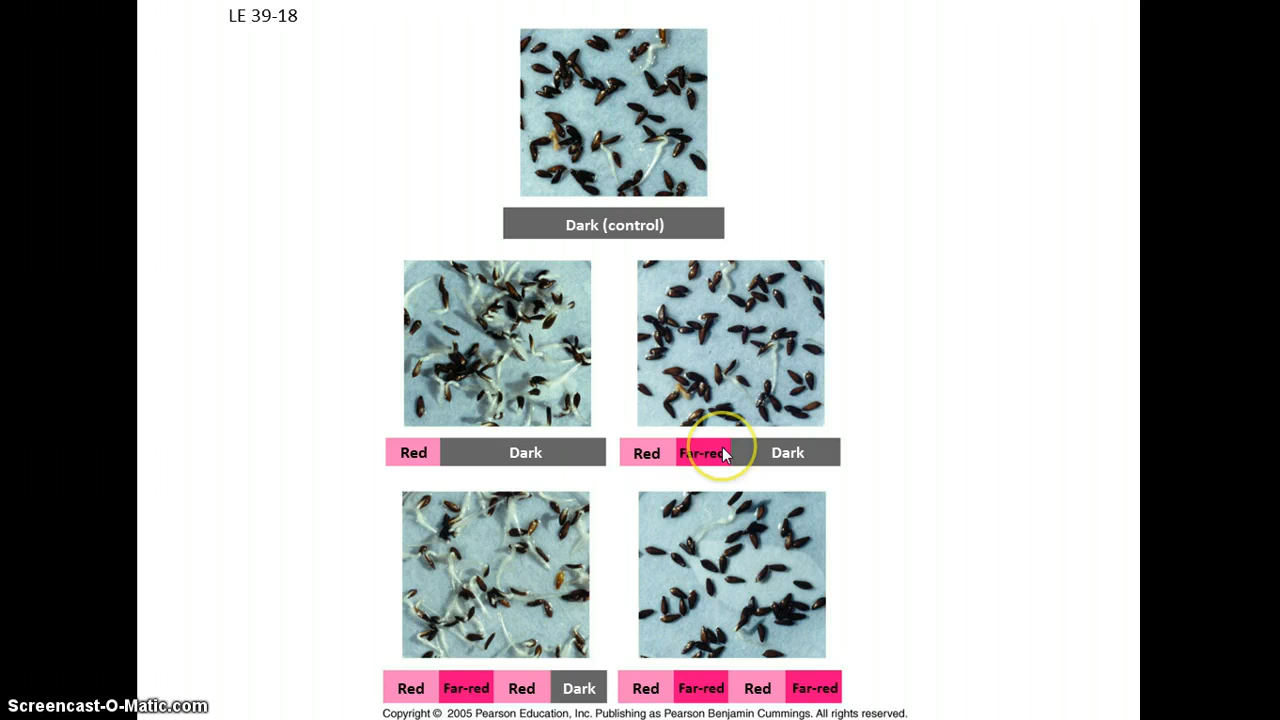 LE 39-18
Dark (control)
Red Dark
Red Far-red Dark
Red Far-red Red Dark
Red Far-red Red Far-red
Copyright © 2005 Pearson Education, Inc. Publishing as Pearson Benjamin Cummings. All rights reserved.
Screencast-O-Matic.com